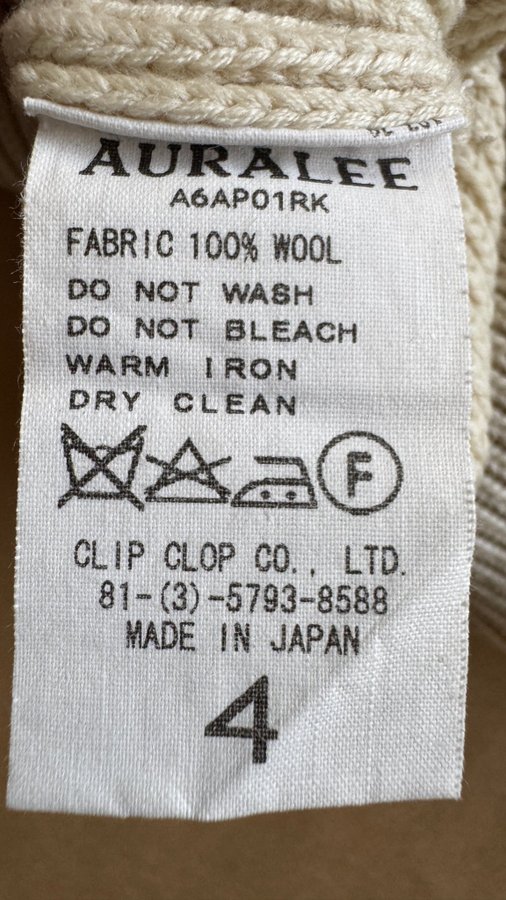 AURALEE
A6AP01RK
FABRIC 100% WOOL
DO NOT WASH
DO NOT BLEACH
WARM IRON
DRY CLEAN
F
CLIP CLOP CO., LTD.
81-(3)-5793-8588
MADE IN JAPAN
4